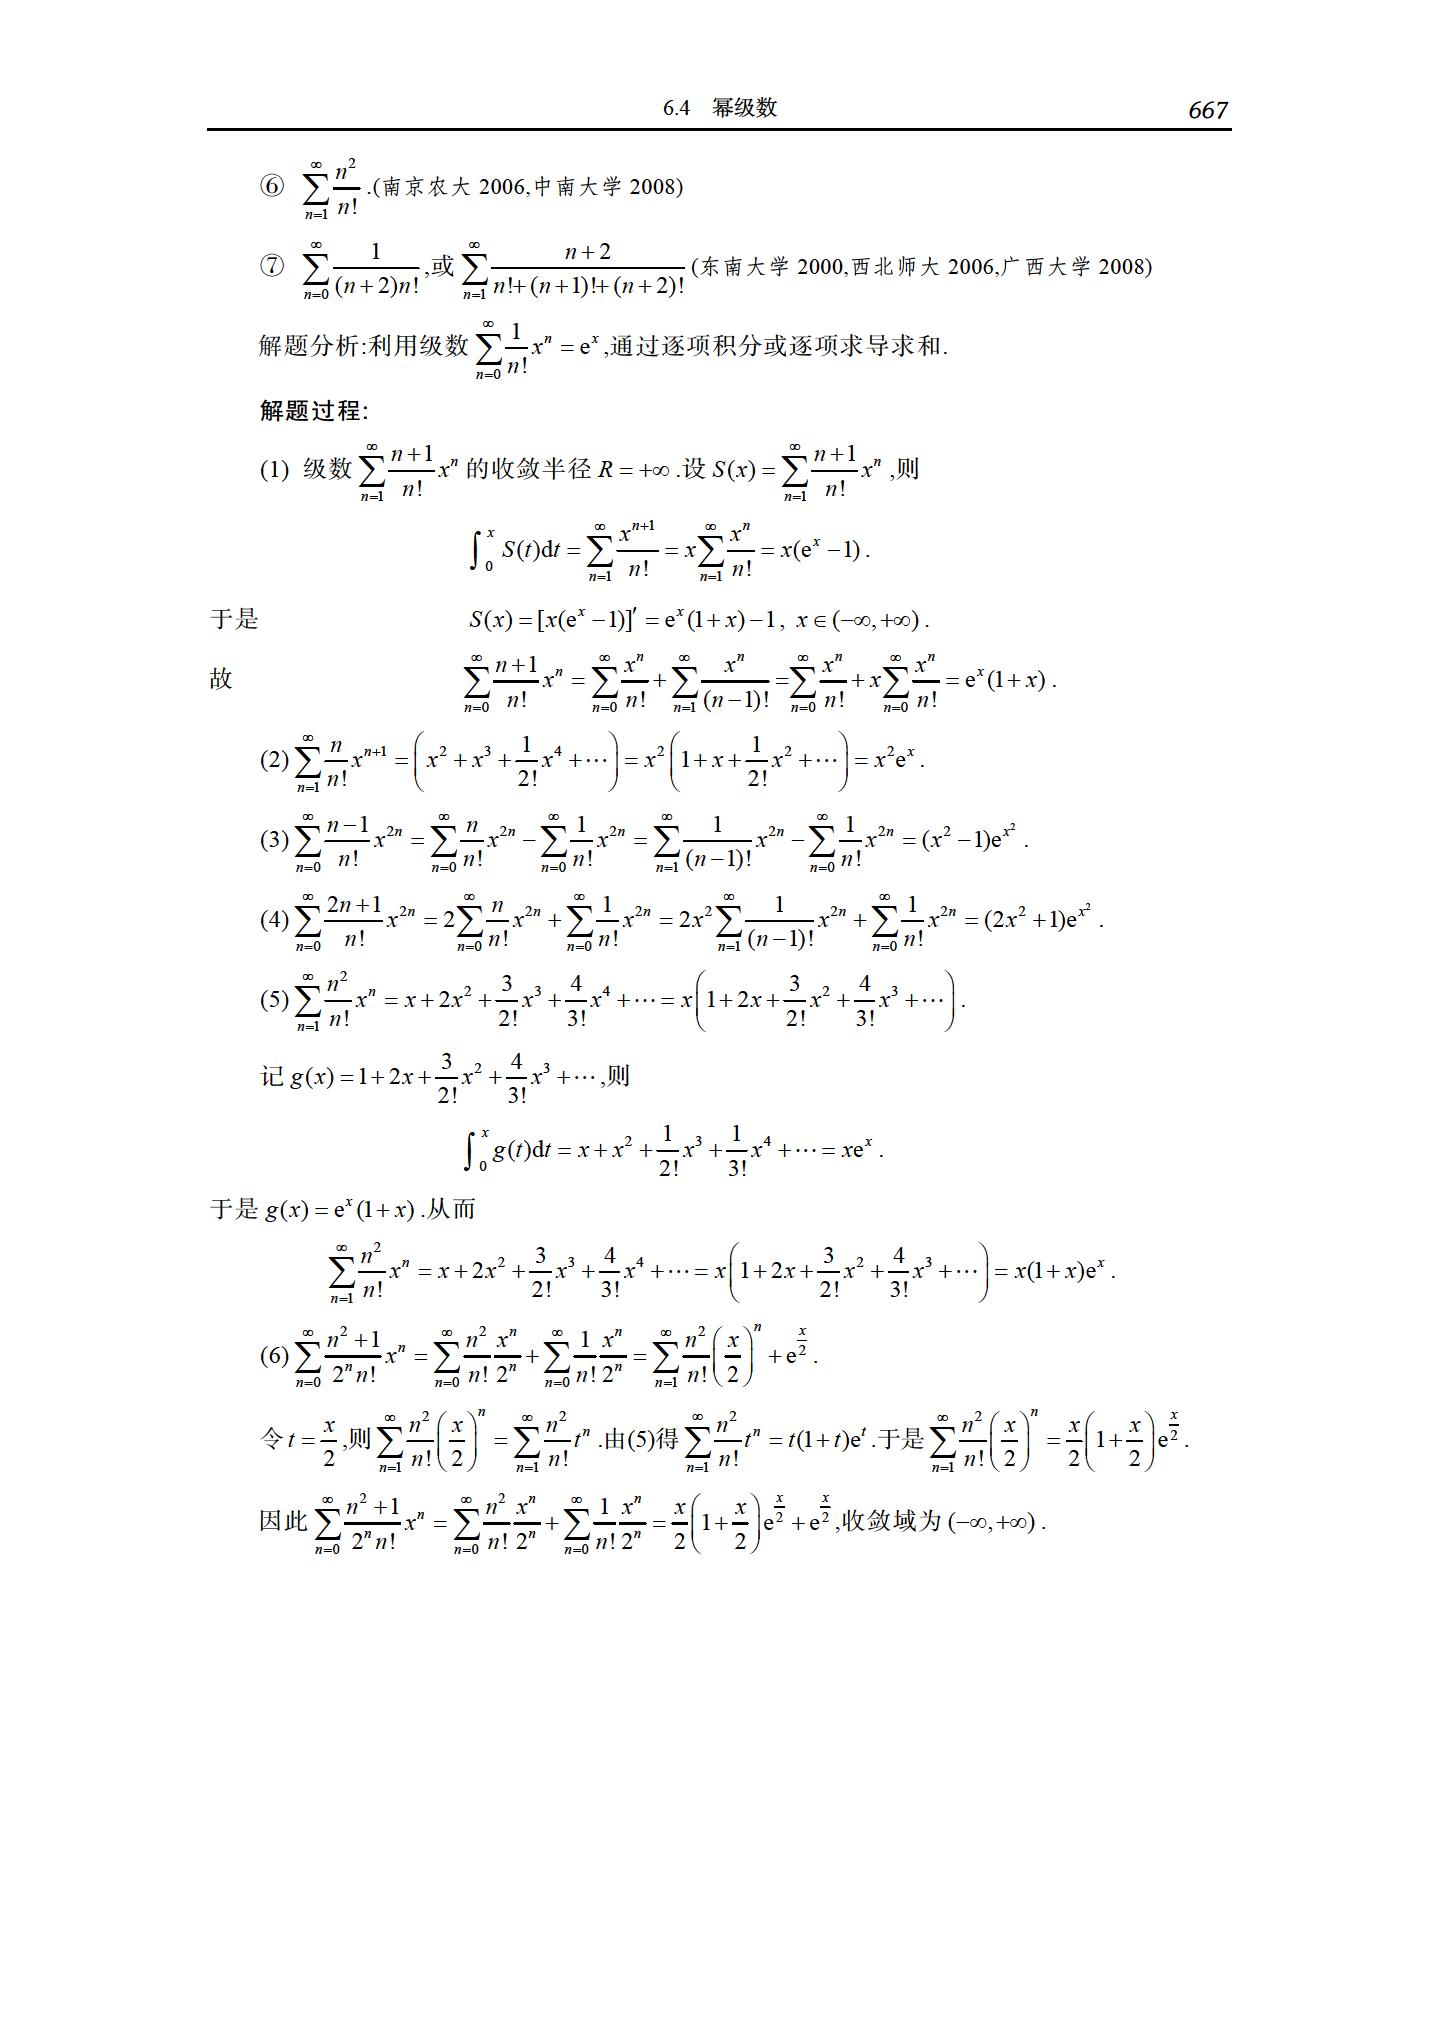 6.4 幂级数 667
⑥ $\sum_{n=1}^{\infty}\frac{n^2}{n!}$.(南京农大 2006,中南大学 2008)
⑦ $\sum_{n=0}^{\infty}\frac{1}{(n+2)n!}$,或 $\sum_{n=1}^{\infty}\frac{n+2}{n!+(n+1)!+(n+2)!}$ (东南大学 2000,西北师大 2006,广西大学 2008)
解题分析:利用级数 $\sum_{n=0}^{\infty}\frac{1}{n!}x^n=e^x$,通过逐项积分或逐项求导求和.
解题过程:
(1) 级数 $\sum_{n=1}^{\infty}\frac{n+1}{n!}x^n$ 的收敛半径 $R=+\infty$.设 $S(x)=\sum_{n=1}^{\infty}\frac{n+1}{n!}x^n$,则
$\int_0^x S(t)dt=\sum_{n=1}^{\infty}\frac{x^{n+1}}{n!}=x\sum_{n=1}^{\infty}\frac{x^n}{n!}=x(e^x-1)$.
于是 $S(x)=[x(e^x-1)]'=e^x(1+x)-1, x\in(-\infty,+\infty)$.
故 $\sum_{n=0}^{\infty}\frac{n+1}{n!}x^n=\sum_{n=0}^{\infty}\frac{x^n}{n!}+\sum_{n=1}^{\infty}\frac{x^n}{(n-1)!}=\sum_{n=0}^{\infty}\frac{x^n}{n!}+x\sum_{n=0}^{\infty}\frac{x^n}{n!}=e^x(1+x)$.
(2) $\sum_{n=1}^{\infty}\frac{n}{n!}x^{n+1}=\left(x^2+x^3+\frac{1}{2!}x^4+\cdots\right)=x^2\left(1+x+\frac{1}{2!}x^2+\cdots\right)=x^2e^x$.
(3) $\sum_{n=0}^{\infty}\frac{n-1}{n!}x^{2n}=\sum_{n=0}^{\infty}\frac{n}{n!}x^{2n}-\sum_{n=0}^{\infty}\frac{1}{n!}x^{2n}=\sum_{n=1}^{\infty}\frac{1}{(n-1)!}x^{2n}-\sum_{n=0}^{\infty}\frac{1}{n!}x^{2n}=(x^2-1)e^{x^2}$.
(4) $\sum_{n=0}^{\infty}\frac{2n+1}{n!}x^{2n}=2\sum_{n=0}^{\infty}\frac{n}{n!}x^{2n}+\sum_{n=0}^{\infty}\frac{1}{n!}x^{2n}=2x^2\sum_{n=1}^{\infty}\frac{1}{(n-1)!}x^{2n}+\sum_{n=0}^{\infty}\frac{1}{n!}x^{2n}=(2x^2+1)e^{x^2}$.
(5) $\sum_{n=1}^{\infty}\frac{n^2}{n!}x^n=x+2x^2+\frac{3}{2!}x^3+\frac{4}{3!}x^4+\cdots=x\left(1+2x+\frac{3}{2!}x^2+\frac{4}{3!}x^3+\cdots\right)$.
记 $g(x)=1+2x+\frac{3}{2!}x^2+\frac{4}{3!}x^3+\cdots$,则
$\int_0^x g(t)dt=x+x^2+\frac{1}{2!}x^3+\frac{1}{3!}x^4+\cdots=xe^x$.
于是 $g(x)=e^x(1+x)$.从而
$\sum_{n=1}^{\infty}\frac{n^2}{n!}x^n=x+2x^2+\frac{3}{2!}x^3+\frac{4}{3!}x^4+\cdots=x\left(1+2x+\frac{3}{2!}x^2+\frac{4}{3!}x^3+\cdots\right)=x(1+x)e^x$.
(6) $\sum_{n=0}^{\infty}\frac{n^2+1}{2^n n!}x^n=\sum_{n=0}^{\infty}\frac{n^2}{n!}\frac{x^n}{2^n}+\sum_{n=0}^{\infty}\frac{1}{n!}\frac{x^n}{2^n}=\sum_{n=1}^{\infty}\frac{n^2}{n!}\left(\frac{x}{2}\right)^n+e^{\frac{x}{2}}$.
令 $t=\frac{x}{2}$,则 $\sum_{n=1}^{\infty}\frac{n^2}{n!}\left(\frac{x}{2}\right)^n=\sum_{n=1}^{\infty}\frac{n^2}{n!}t^n$.由(5)得 $\sum_{n=1}^{\infty}\frac{n^2}{n!}t^n=t(1+t)e^t$.于是 $\sum_{n=1}^{\infty}\frac{n^2}{n!}\left(\frac{x}{2}\right)^n=\frac{x}{2}\left(1+\frac{x}{2}\right)e^{\frac{x}{2}}$.
因此 $\sum_{n=0}^{\infty}\frac{n^2+1}{2^n n!}x^n=\sum_{n=0}^{\infty}\frac{n^2}{n!}\frac{x^n}{2^n}+\sum_{n=0}^{\infty}\frac{1}{n!}\frac{x^n}{2^n}=\frac{x}{2}\left(1+\frac{x}{2}\right)e^{\frac{x}{2}}+e^{\frac{x}{2}}$,收敛域为 $(-\infty,+\infty)$.